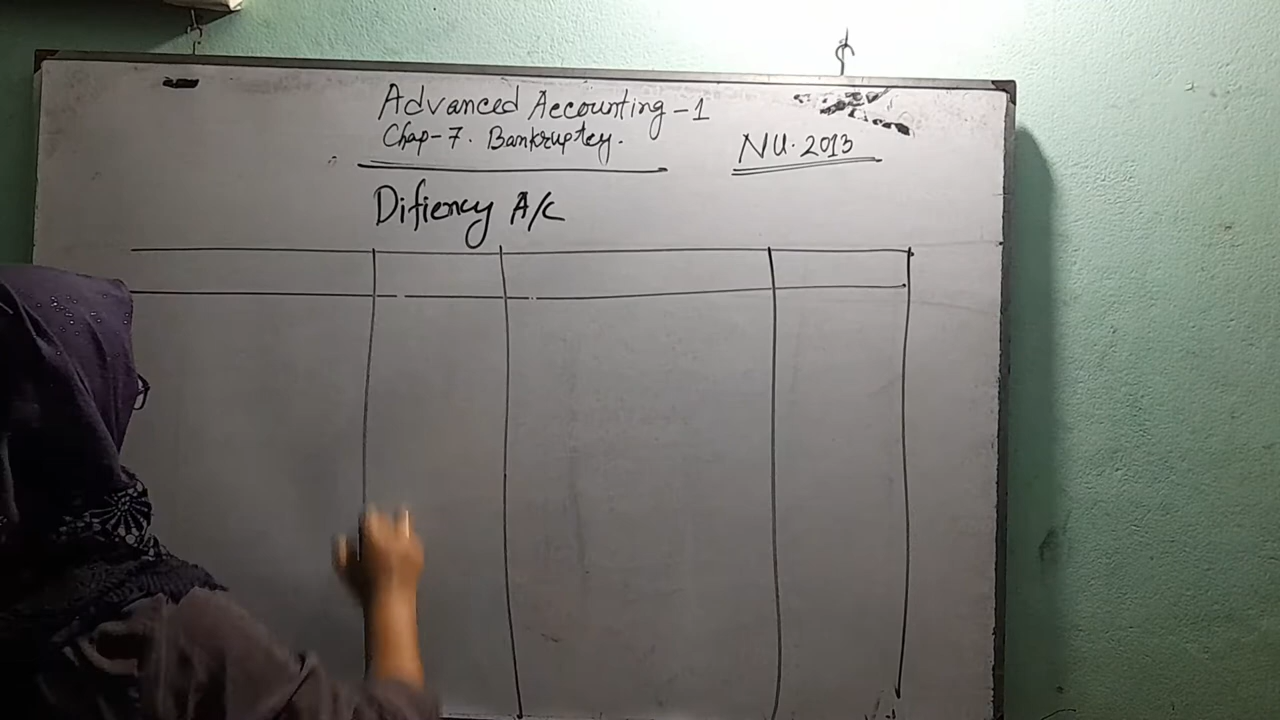 Advanced Accounting - 1
Chap-7. Bankruptcy.
NU. 2013
Difiency A/C